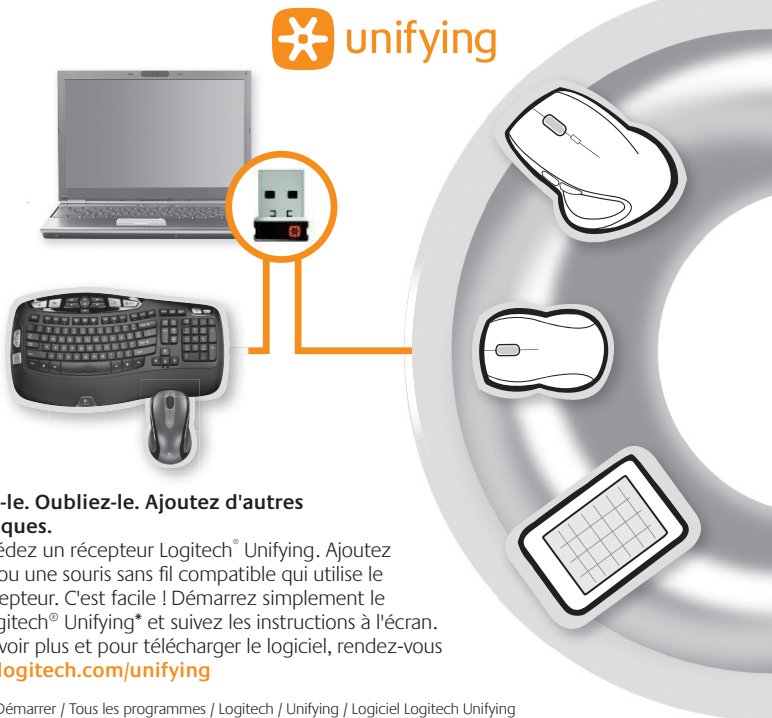 unifying
-le. Oubliez-le. Ajoutez d'autres
ques.
édez un récepteur Logitech® Unifying. Ajoutez
ou une souris sans fil compatible qui utilise le
epteur. C'est facile ! Démarrez simplement le
gitech® Unifying* et suivez les instructions à l'écran.
voir plus et pour télécharger le logiciel, rendez-vous
logitech.com/unifying
Démarrer / Tous les programmes / Logitech / Unifying / Logiciel Logitech Unifying